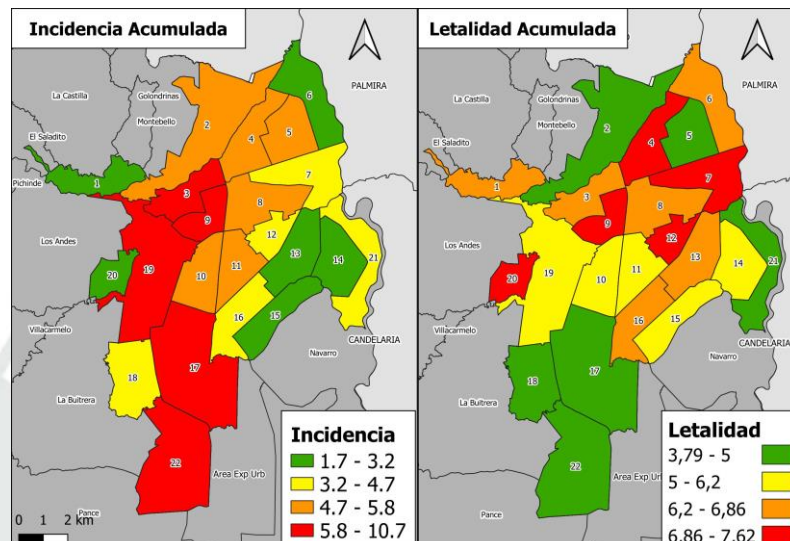 Incidencia Acumulada
PALMIRA
La Castilla
Golondrinas
Montebello
El Saladito
Pichinde
Los Andes
Villacarmelo
La Buitrera
Pance
Navarro
CANDELARIA
Area Exp Urb
1
2
3
4
5
6
7
8
9
10
11
12
13
14
15
16
17
18
19
20
21
22
Incidencia
1.7 - 3.2
3.2 - 4.7
4.7 - 5.8
5.8 - 10.7
0 1 2 km
Letalidad Acumulada
PALMIRA
La Castilla
Golondrinas
Montebello
El Saladito
Pichinde
Los Andes
Villacarmelo
La Buitrera
Pance
Navarro
CANDELARIA
Area Exp Url
1
2
3
4
5
6
7
8
9
10
11
12
13
14
15
16
17
18
19
20
21
22
Letalidad
3,79 - 5
5 - 6,2
6,2 - 6,86
6,86 - 7,62